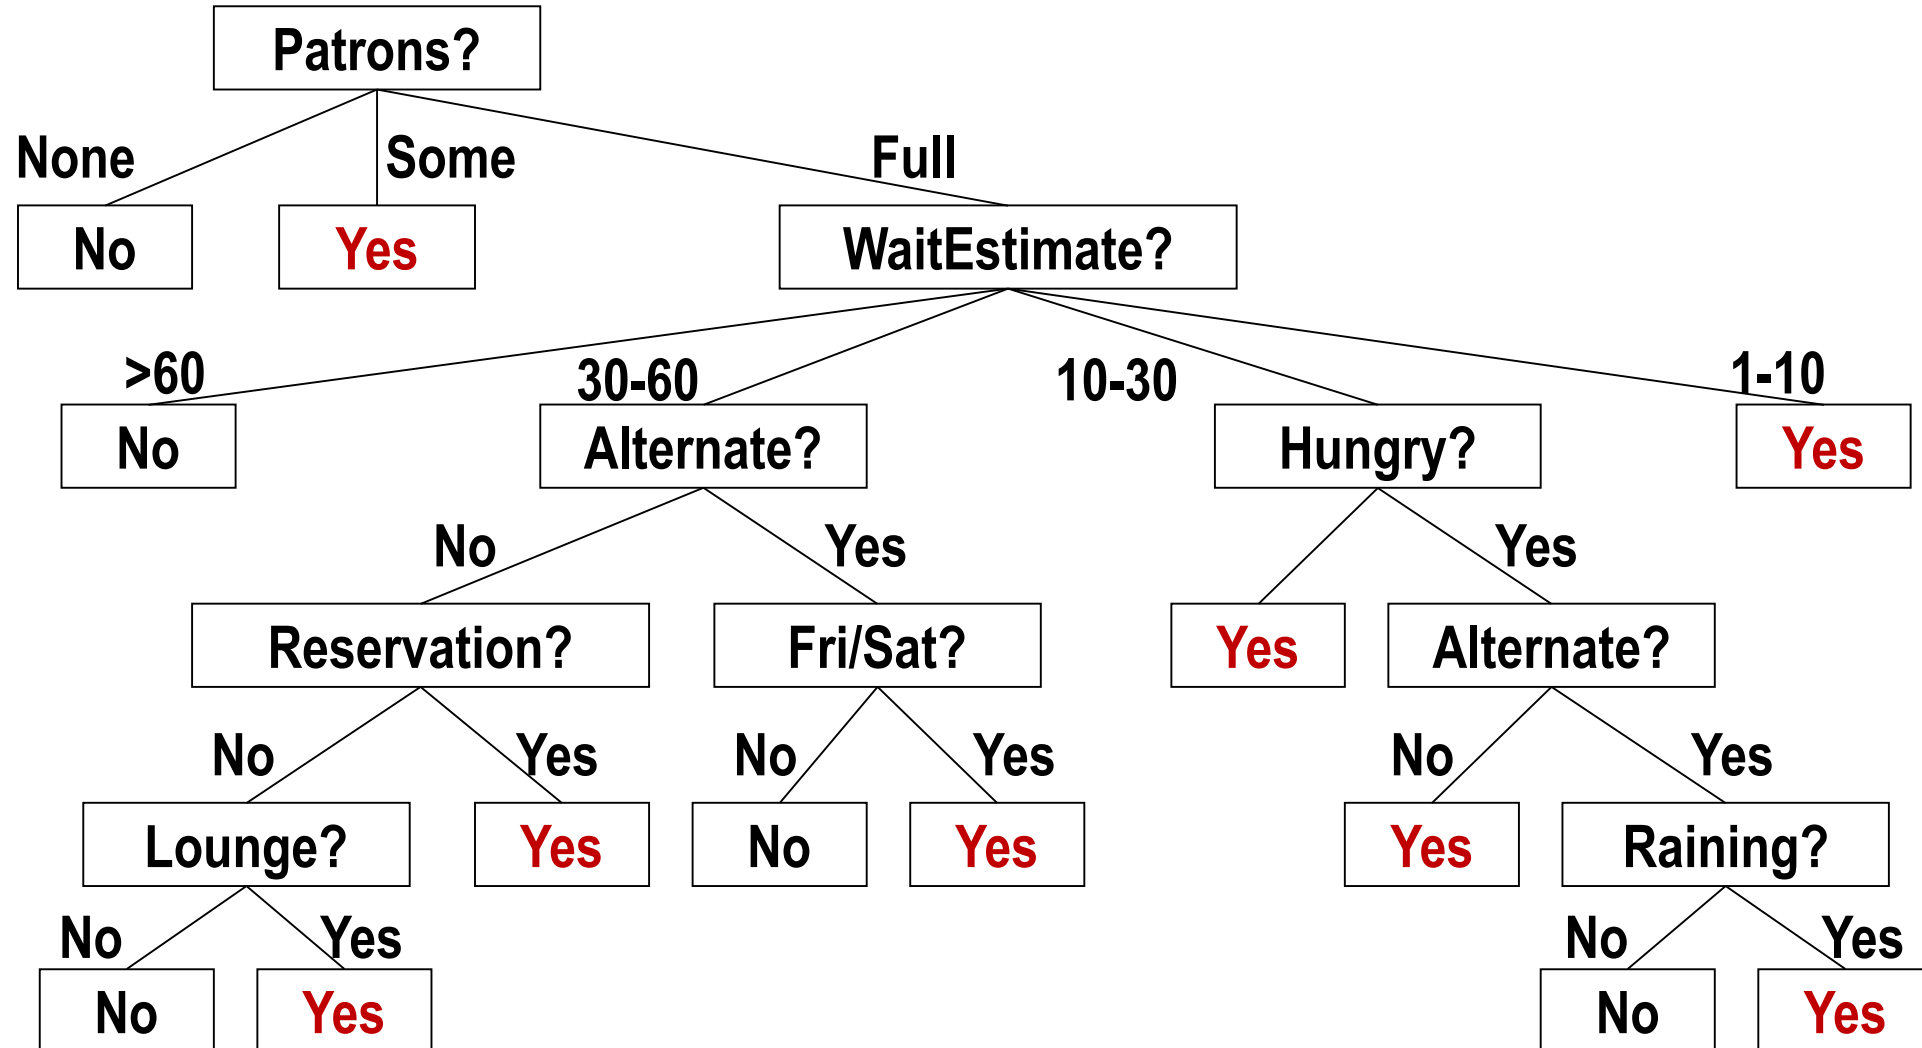 Patrons?
None Some Full
No Yes WaitEstimate?
>60 30-60 10-30 1-10
No Alternate? Hungry? Yes
No Yes Yes
Reservation? Fri/Sat? Yes Alternate?
No Yes No Yes No Yes
Lounge? Yes No Yes Yes Raining?
No Yes No Yes
No Yes No Yes